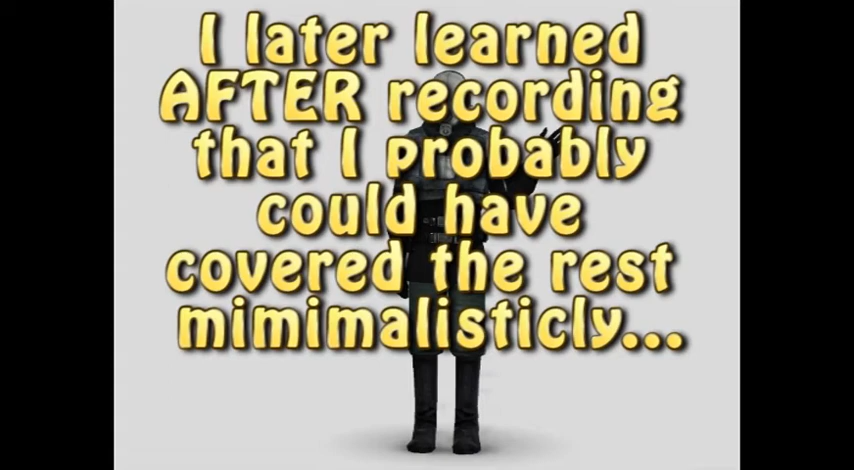 I later learned
AFTER recording
that I probably
could have
covered the rest
mimimalisticly...